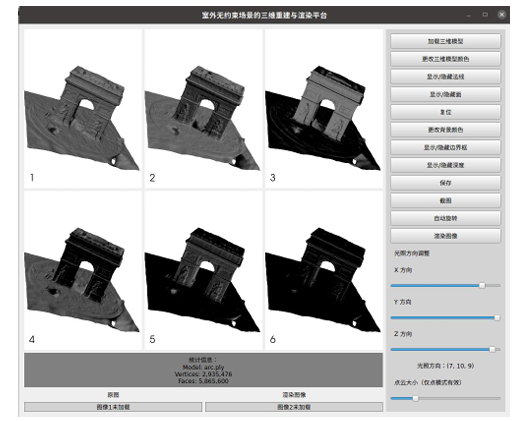 室外无约束场景的三维重建与渲染平台
1
2
3
4
5
6
统计信息：
Model: arc.ply
Vertices: 2,935,476
Faces: 5,865,600
原图
渲染图像
图像1未加载
图像2未加载
加载三维模型
更改三维模型颜色
显示/隐藏法线
显示/隐藏面
复位
更改背景颜色
显示/隐藏边界框
显示/隐藏深度
保存
截图
自动旋转
渲染图像
光照方向调整
X 方向
Y 方向
Z 方向
光照方向：(7, 10, 9)
点云大小（仅点模式有效）